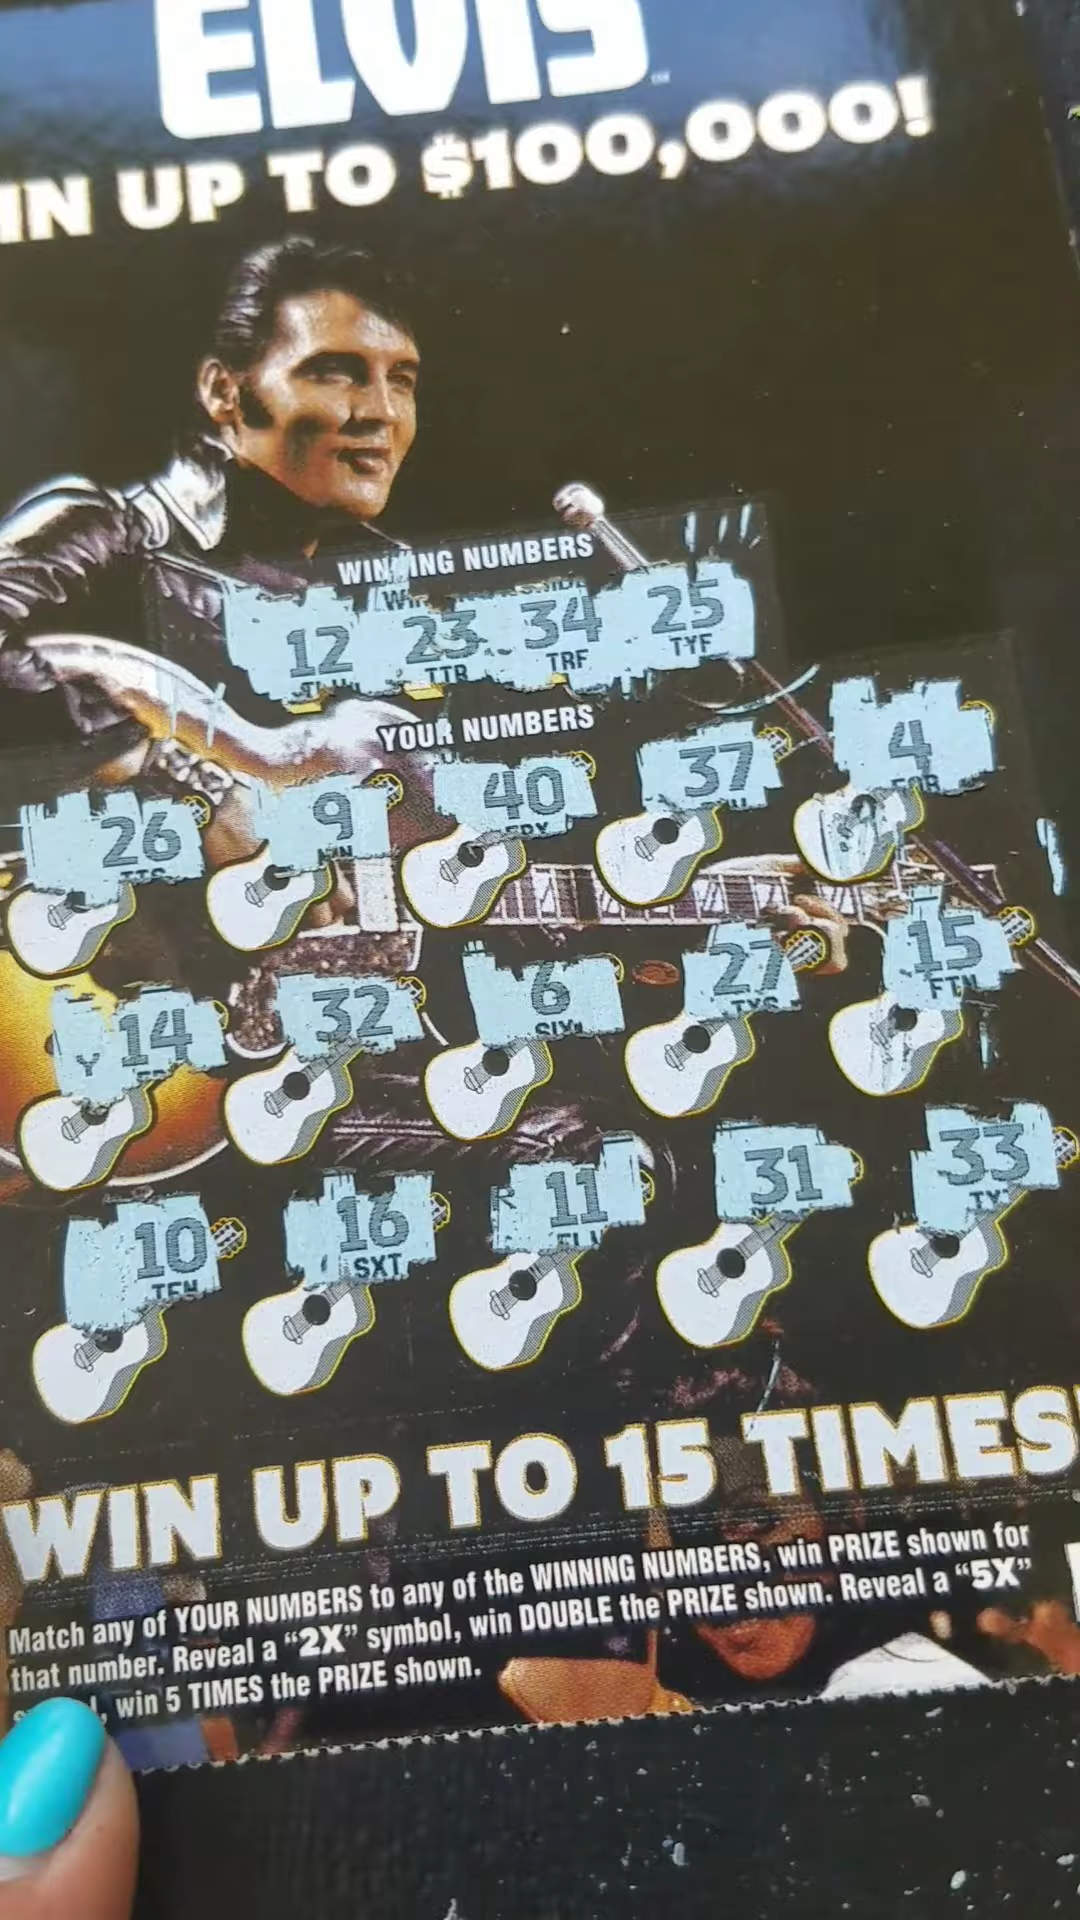 ELVIS
IN UP TO $100,000!
WINNING NUMBERS
12 23 34 25
TTR TRF TYF
YOUR NUMBERS
26 9 40 37 4
14 32 6 27 15
SIX TYS FTN
10 16 11 31 33
TEN SXT
WIN UP TO 15 TIMES!
Match any of YOUR NUMBERS to any of the WINNING NUMBERS, win PRIZE shown for
that number. Reveal a “2X” symbol, win DOUBLE the PRIZE shown. Reveal a “5X”
, win 5 TIMES the PRIZE shown.